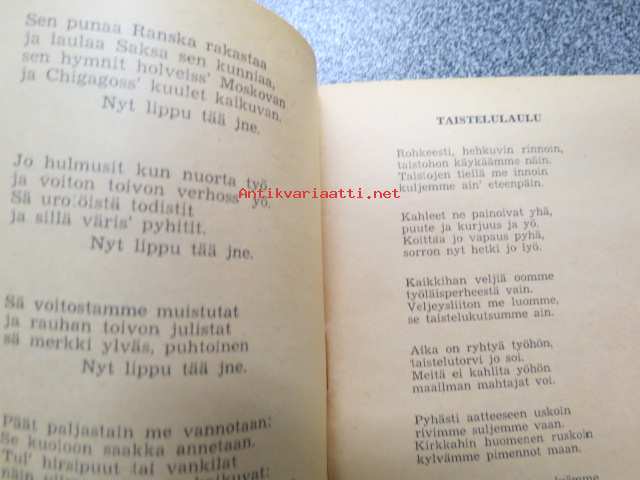 Sen punaa Ranska rakastaa
ja laulaa Saksa sen kunniaa,
sen hymnit holveiss' Moskovan
ja Chigagoss' kuulet kaikuvan.
Nyt lippu tää jne.
Jo hulmusit kun nuorta työ
ja voiton toivon verhoss' yö.
Sä urotöistä todistit
ja sillä väris' pyhitit.
Nyt lippu tää jne.
Sä voitostamme muistutat
ja rauhan toivon julistat
sä merkki ylväs, puhtoinen
Nyt lippu tää jne.
Päät paljastain me vannotaan:
Se kuoloon saakka annetaan.
Tul' hirsipuut tai vankilat
TAISTELULAULU
Rohkeesti, hehkuvin rinnoin,
taistohon käykäämme näin.
Taistojen tiellä me innoin
kuljemme ain' eteenpäin.
Kahleet ne painoivat yhä,
puute ja kurjuus ja yö.
Koittaa jo vapaus pyhä,
sorron nyt hetki jo lyö.
Kaikkihan veljiä oomme
työläisperheestä vain.
Veljeysliiton me luomme,
se taistelukutsumme ain.
Aika on ryhtyä työhön,
taistelutorvi jo soi.
Meitä ei kahlita yöhön
maailman mahtajat voi.
Pyhästi aatteeseen uskoin
rivimme suljemme vaan.
Kirkkahin huomenen ruskoin
kylvämme pimennot maan.
Antikvariaatti.net